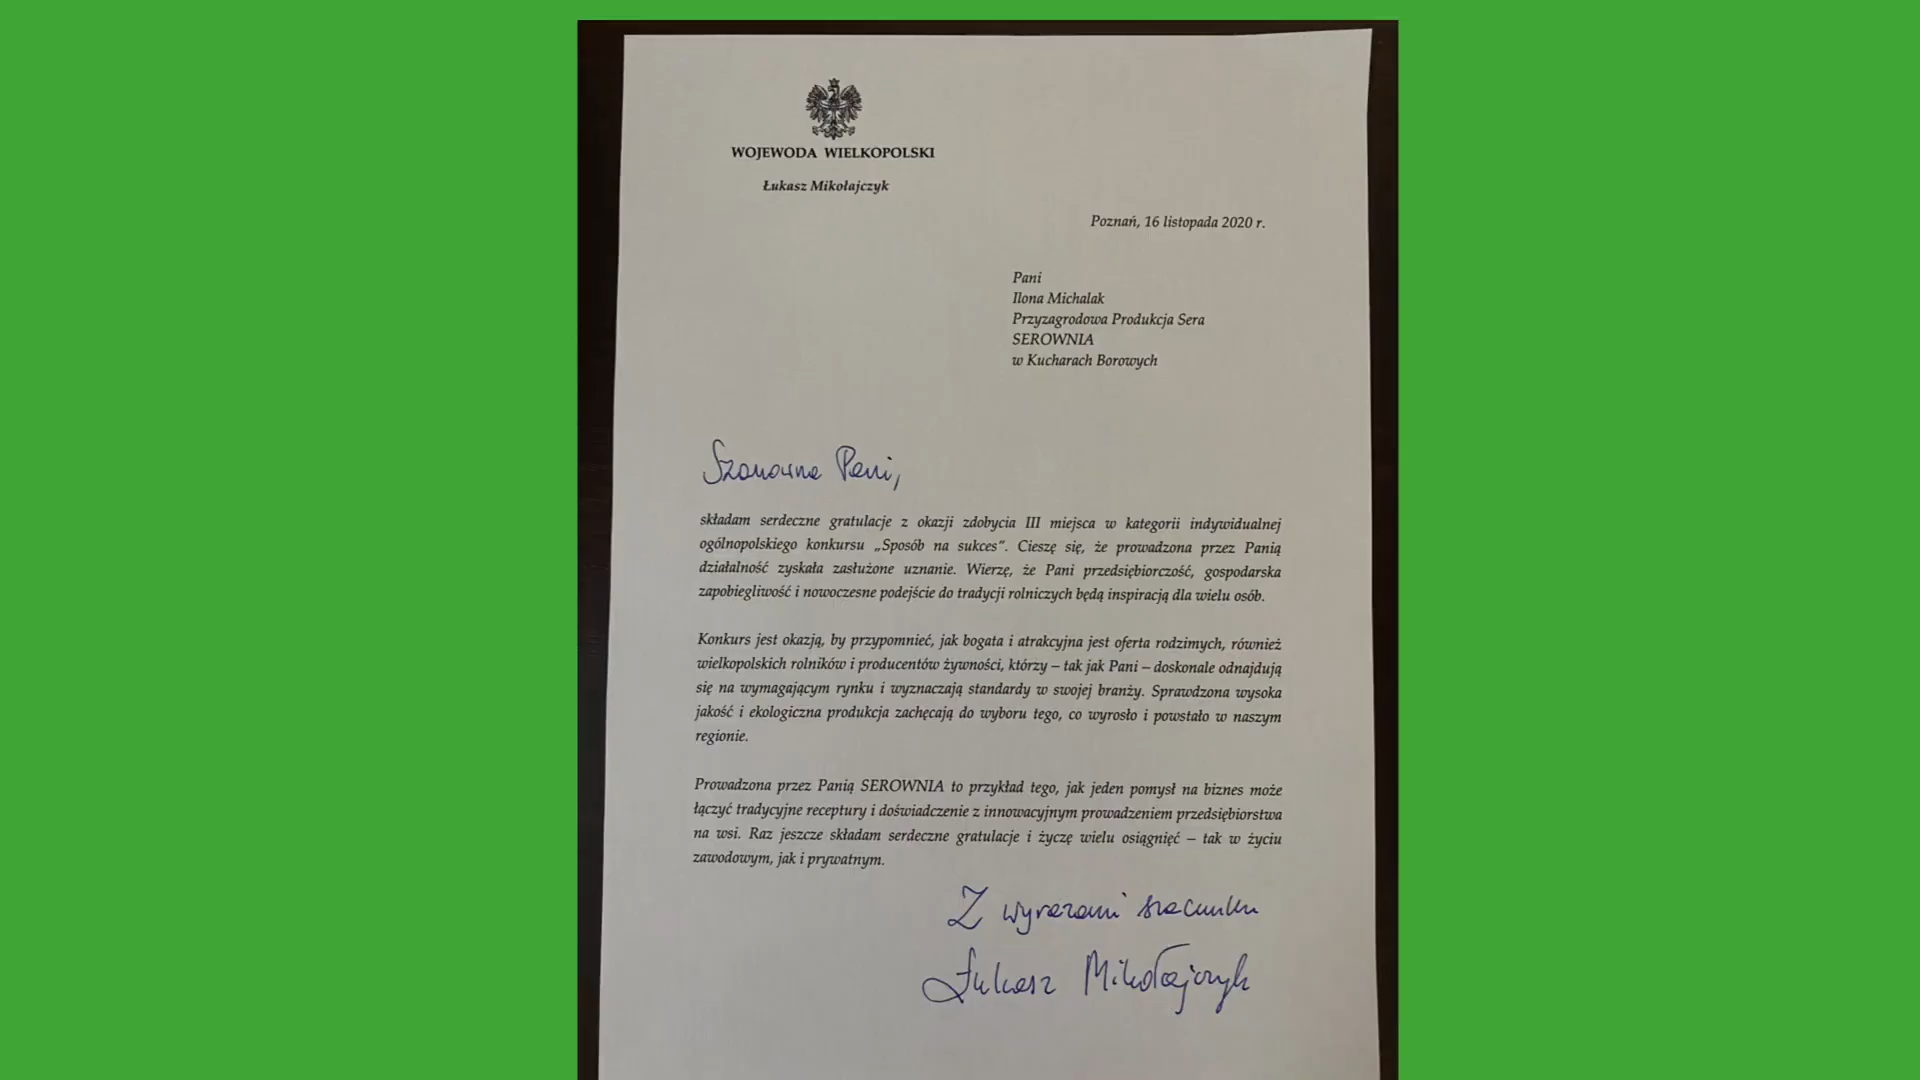 WOJEWODA WIELKOPOLSKI
Łukasz Mikołajczyk
Poznań, 16 listopada 2020 r.
Pani
Ilona Michalak
Przyzagrodowa Produkcja Sera
SEROWNIA
w Kucharach Borowych
Szanowna Pani,
składam serdeczne gratulacje z okazji zdobycia III miejsca w kategorii indywidualnej
ogólnopolskiego konkursu „Sposób na sukces”. Cieszę się, że prowadzona przez Panią
działalność zyskała zasłużone uznanie. Wierzę, że Pani przedsiębiorczość, gospodarska
zapobiegliwość i nowoczesne podejście do tradycji rolniczych będą inspiracją dla wielu osób.
Konkurs jest okazją, by przypomnieć, jak bogata i atrakcyjna jest oferta rodzimych, również
wielkopolskich rolników i producentów żywności, którzy – tak jak Pani – doskonale odnajdują
się na wymagającym rynku i wyznaczają standardy w swojej branży. Sprawdzona wysoka
jakość i ekologiczna produkcja zachęcają do wyboru tego, co wyrosło i powstało w naszym
regionie.
Prowadzona przez Panią SEROWNIA to przykład tego, jak jeden pomysł na biznes może
łączyć tradycyjne receptury i doświadczenie z innowacyjnym prowadzeniem przedsiębiorstwa
na wsi. Raz jeszcze składam serdeczne gratulacje i życzę wielu osiągnięć – tak w życiu
zawodowym, jak i prywatnym.
Z wyrazami szacunku
Łukasz Mikołajczyk